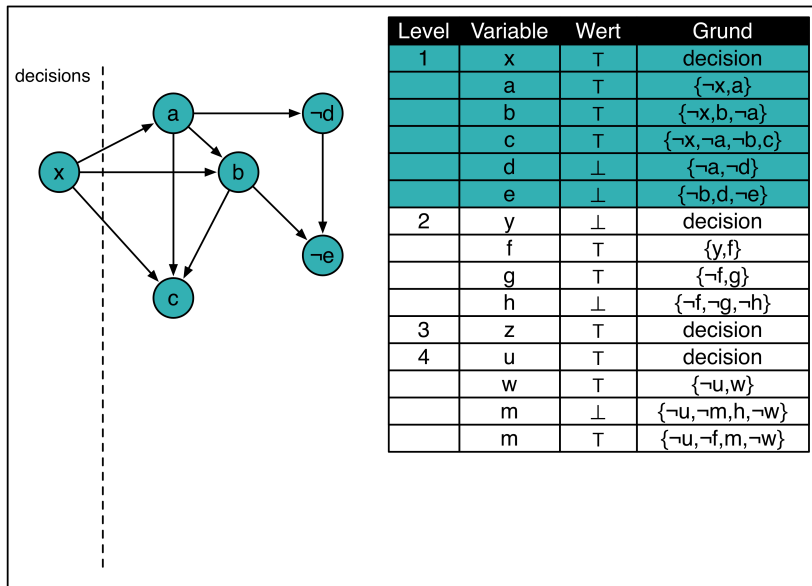 decisions
x
a
¬d
b
¬e
c
Level Variable Wert Grund
1 x ⊤ decision
a ⊤ {¬x,a}
b ⊤ {¬x,b,¬a}
c ⊤ {¬x,¬a,¬b,c}
d ⊥ {¬a,¬d}
e ⊥ {¬b,d,¬e}
2 y ⊥ decision
f ⊤ {y,f}
g ⊤ {¬f,g}
h ⊥ {¬f,¬g,¬h}
3 z ⊤ decision
4 u ⊤ decision
w ⊤ {¬u,w}
m ⊥ {¬u,¬m,h,¬w}
m ⊤ {¬u,¬f,m,¬w}